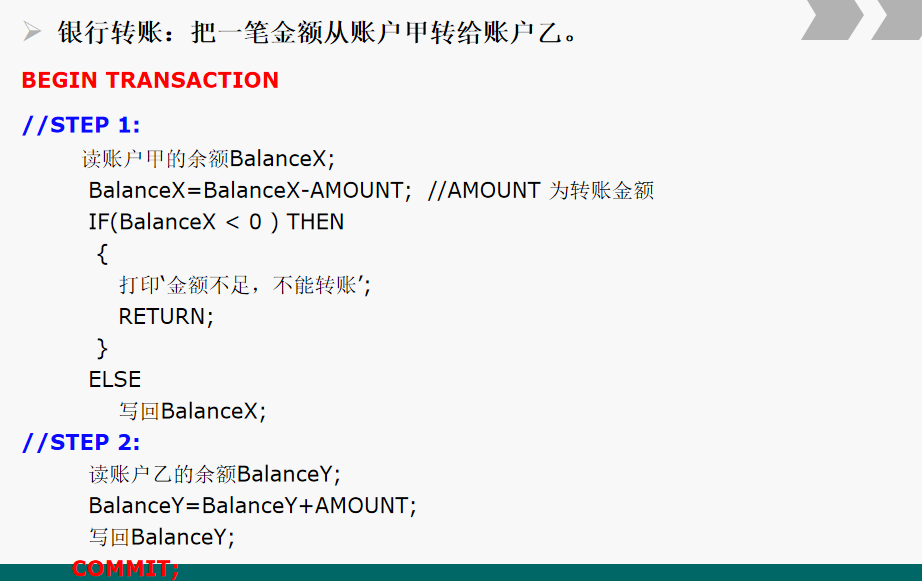 银行转账：把一笔金额从账户甲转给账户乙。
BEGIN TRANSACTION
//STEP 1:
读账户甲的余额BalanceX;
BalanceX=BalanceX-AMOUNT; //AMOUNT 为转账金额
IF(BalanceX < 0 ) THEN
{
打印‘金额不足，不能转账’;
RETURN;
}
ELSE
写回BalanceX;
//STEP 2:
读账户乙的余额BalanceY;
BalanceY=BalanceY+AMOUNT;
写回BalanceY;
COMMIT;